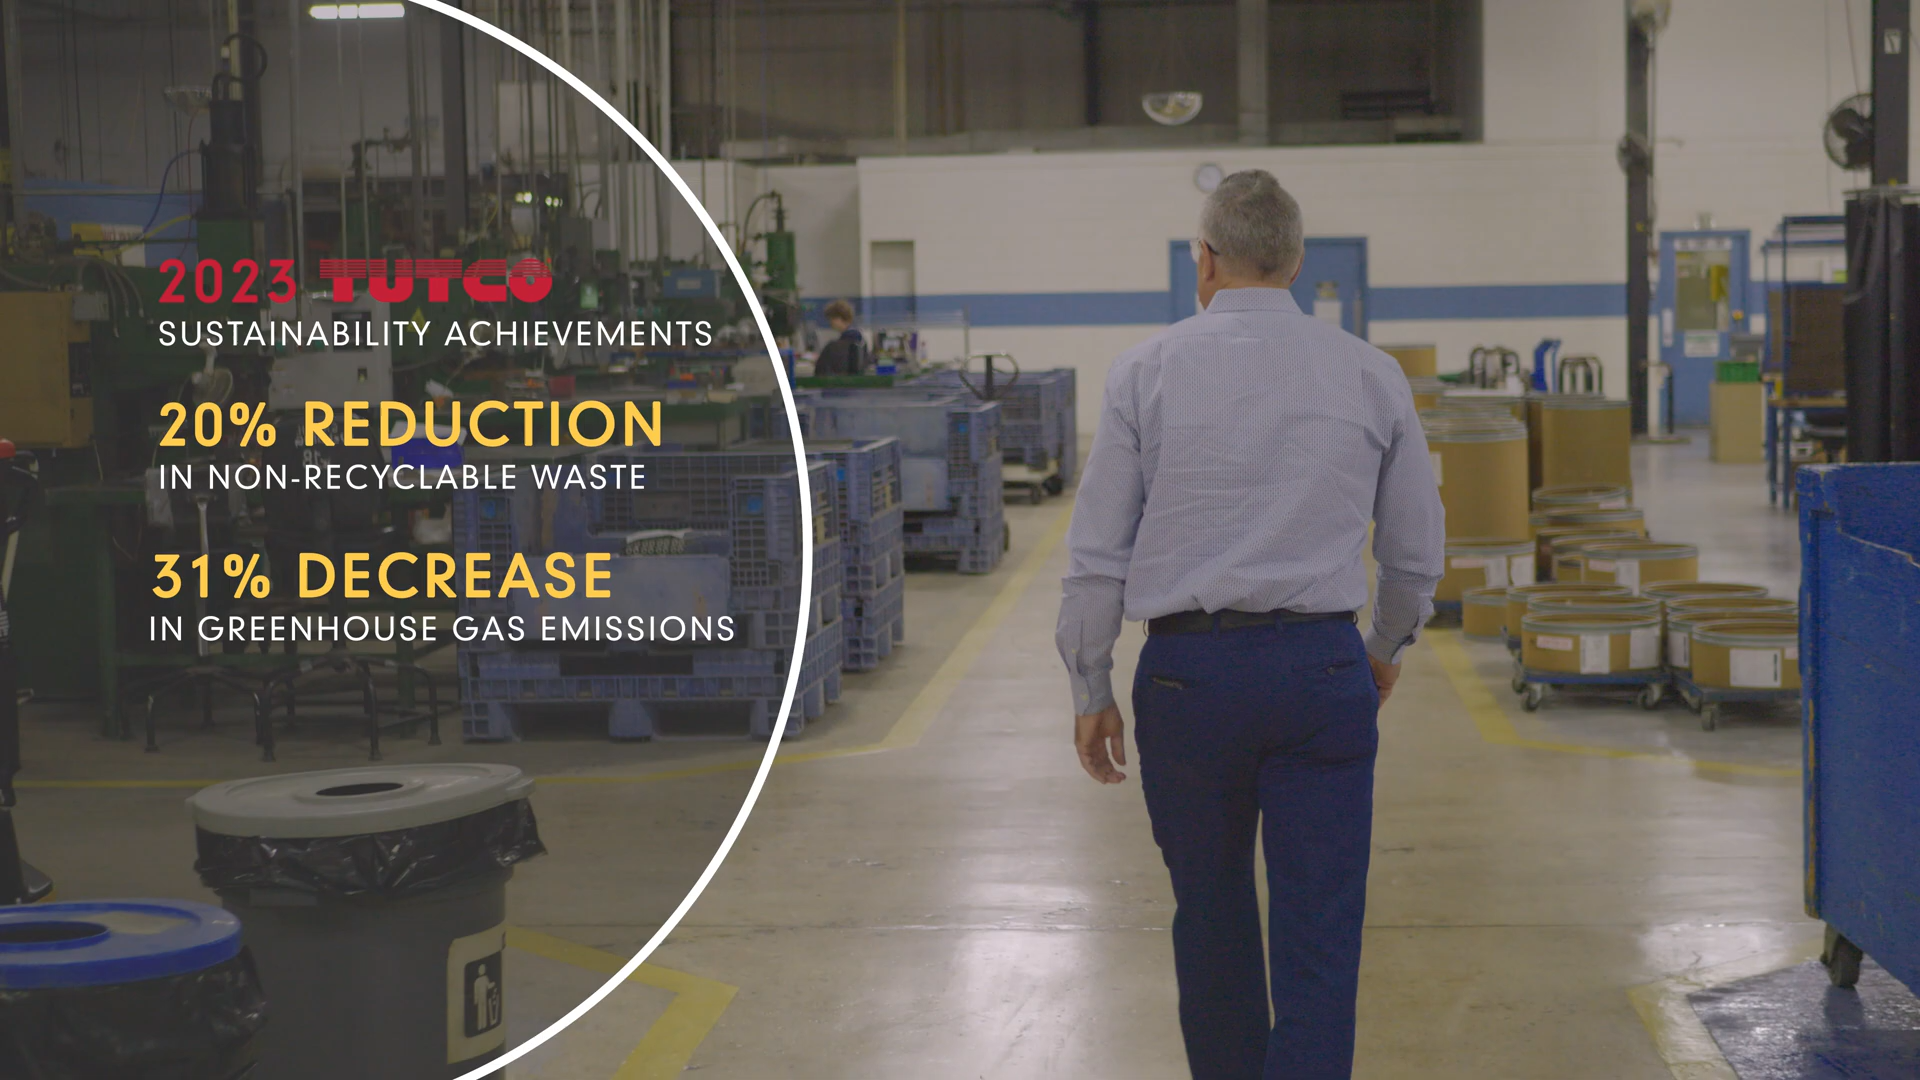 2023 TUTCO
SUSTAINABILITY ACHIEVEMENTS
20% REDUCTION
IN NON-RECYCLABLE WASTE
31% DECREASE
IN GREENHOUSE GAS EMISSIONS